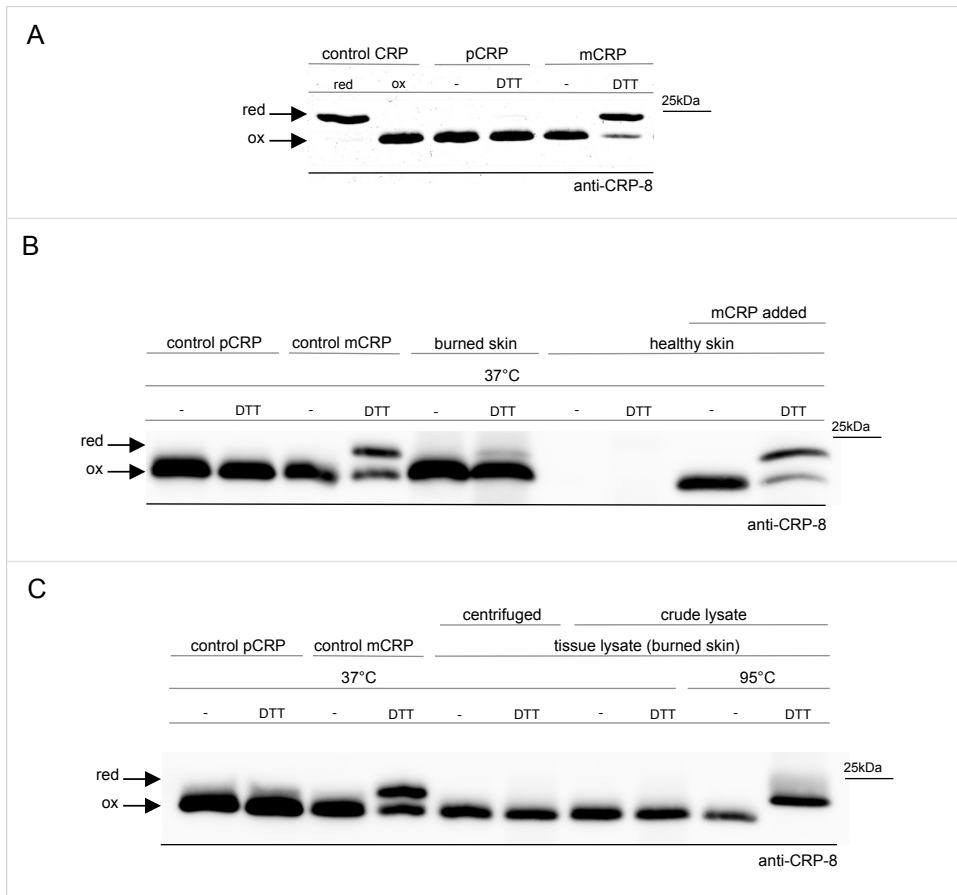 A
control CRP pCRP mCRP
red ox - DTT - DTT
25kDa
red
ox
anti-CRP-8
B
mCRP added
control pCRP control mCRP burned skin healthy skin
37°C
- DTT - DTT - DTT - DTT - DTT
25kDa
red
ox
anti-CRP-8
C
centrifuged crude lysate
control pCRP control mCRP tissue lysate (burned skin)
37°C 95°C
- DTT - DTT - DTT - DTT - DTT
25kDa
red
ox
anti-CRP-8